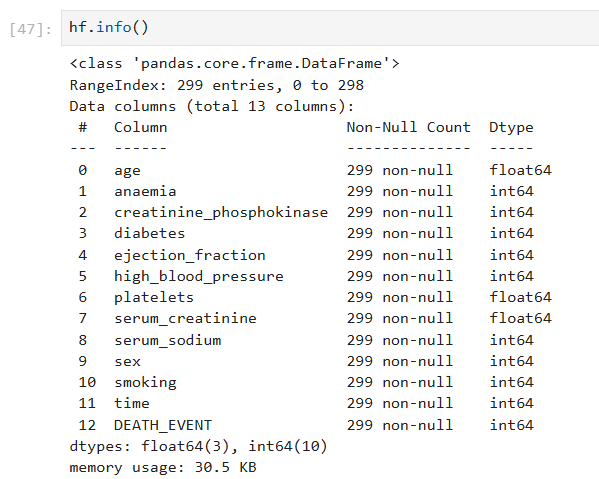 [47]: hf.info()
<class 'pandas.core.frame.DataFrame'>
RangeIndex: 299 entries, 0 to 298
Data columns (total 13 columns):
 #   Column                    Non-Null Count  Dtype
---  ------                    --------------  -----
 0   age                       299 non-null    float64
 1   anaemia                   299 non-null    int64
 2   creatinine_phosphokinase  299 non-null    int64
 3   diabetes                  299 non-null    int64
 4   ejection_fraction         299 non-null    int64
 5   high_blood_pressure       299 non-null    int64
 6   platelets                 299 non-null    float64
 7   serum_creatinine          299 non-null    float64
 8   serum_sodium              299 non-null    int64
 9   sex                       299 non-null    int64
 10  smoking                   299 non-null    int64
 11  time                      299 non-null    int64
 12  DEATH_EVENT               299 non-null    int64
dtypes: float64(3), int64(10)
memory usage: 30.5 KB